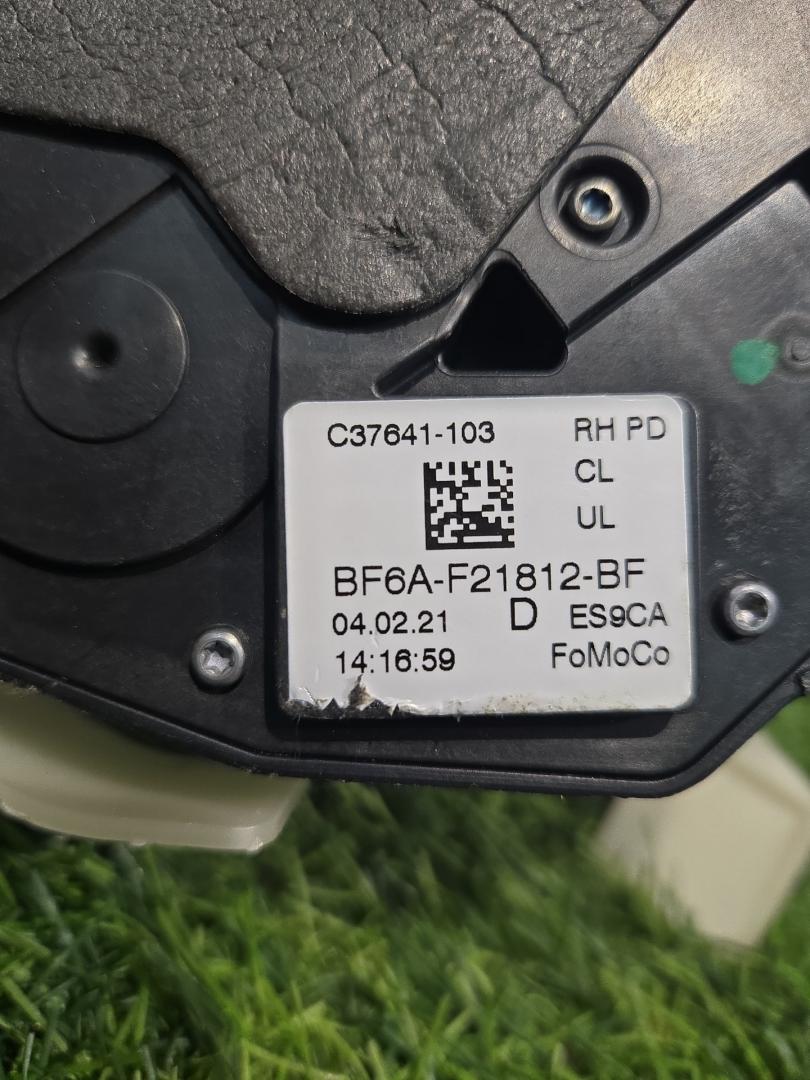 C37641-103 RH PD
CL
UL
BF6A-F21812-BF
04.02.21 D ES9CA
14:16:59 FoMoCo